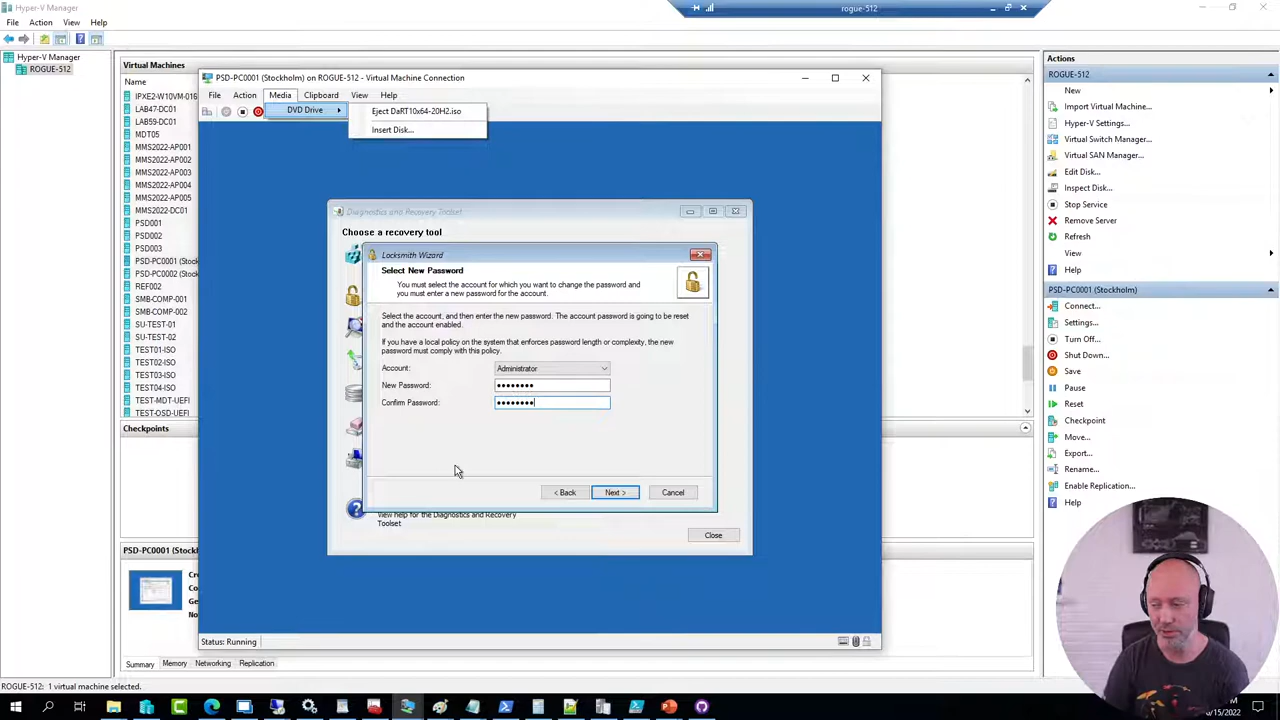 Hyper-V Manager
rogue-512
File Action View Help
Hyper-V Manager
ROGUE-512
Virtual Machines
Name
IPXE2-W10VM-016
LAB47-DC01
LAB59-DC01
MDT05
MMS2022-AP001
MMS2022-AP002
MMS2022-AP003
MMS2022-AP004
MMS2022-AP005
MMS2022-DC01
PSD001
PSD002
PSD003
PSD-PC0001 (Stock
PSD-PC0002 (Stock
REF002
SMB-COMP-001
SMB-COMP-002
SU-TEST-01
SU-TEST-02
TEST01-ISO
TEST02-ISO
TEST03-ISO
TEST04-ISO
TEST-MDT-UEFI
TEST-OSD-UEFI
Checkpoints
PSD-PC0001 (Stockh
Cre
Co
Ge
No
Summary Memory Networking Replication
ROGUE-512: 1 virtual machine selected.
PSD-PC0001 (Stockholm) on ROGUE-512 - Virtual Machine Connection
File Action Media Clipboard View Help
DVD Drive
Eject DaRT10x64-20H2.iso
Insert Disk...
Diagnostics and Recovery Toolset
Choose a recovery tool
Locksmith Wizard
Select New Password
You must select the account for which you want to change the password and
you must enter a new password for the account.
Select the account, and then enter the new password. The account password is going to be reset
and the account enabled.
If you have a local policy on the system that enforces password length or complexity, the new
password must comply with this policy.
Account: Administrator
New Password: ••••••••
Confirm Password: ••••••••
< Back Next > Cancel
View help for the Diagnostics and Recovery
Toolset
Close
Status: Running
Actions
ROGUE-512
New
Import Virtual Machine...
Hyper-V Settings...
Virtual Switch Manager...
Virtual SAN Manager...
Edit Disk...
Inspect Disk...
Stop Service
Remove Server
Refresh
View
Help
PSD-PC0001 (Stockholm)
Connect...
Settings...
Turn Off...
Shut Down...
Save
Pause
Reset
Checkpoint
Move...
Export...
Rename...
Enable Replication...
Help
M
/15/2022